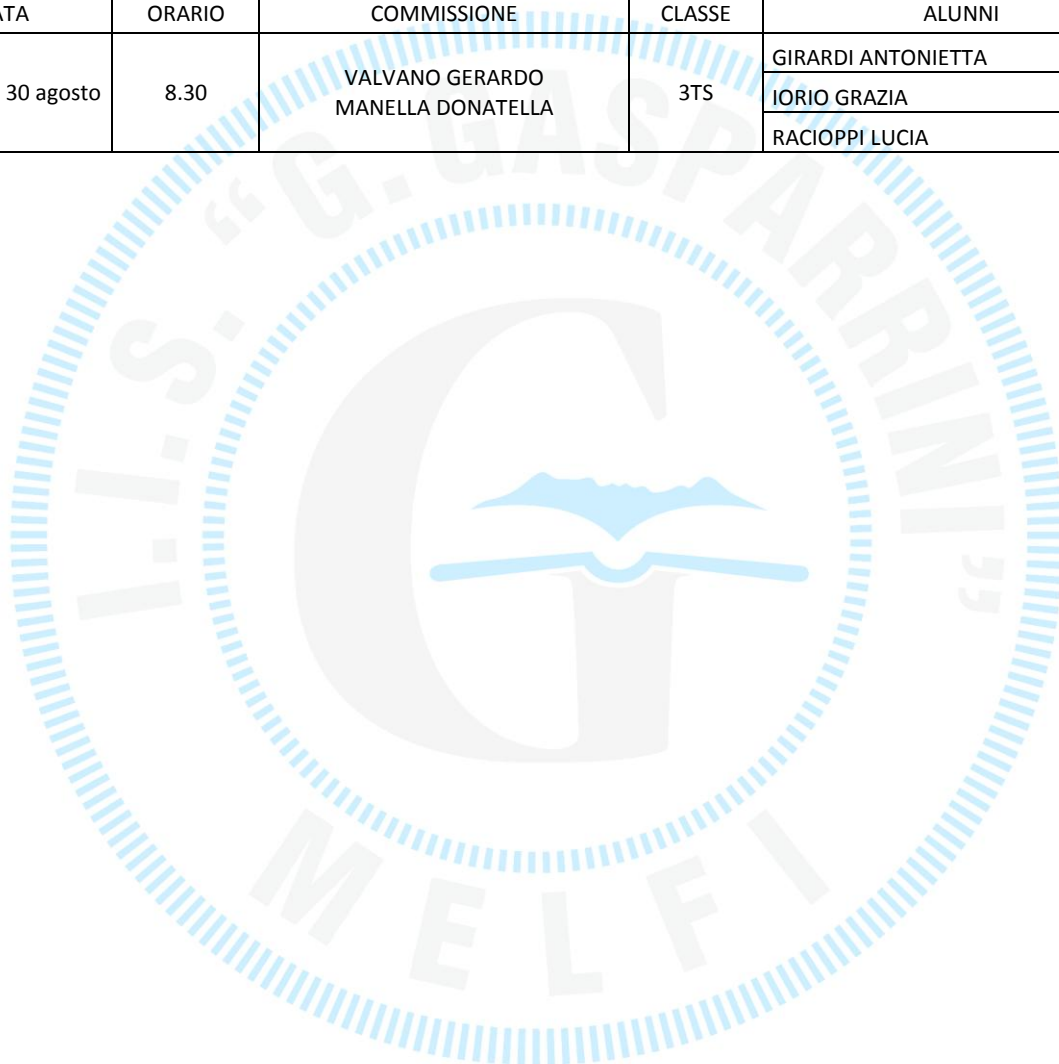 ATA ORARIO COMMISSIONE CLASSE ALUNNI
30 agosto 8.30 VALVANO GERARDO 3TS GIRARDI ANTONIETTA
MANELLA DONATELLA IORIO GRAZIA
RACIOPPI LUCIA
I.I.S. “G. GASPARRINI”
G
MELFI